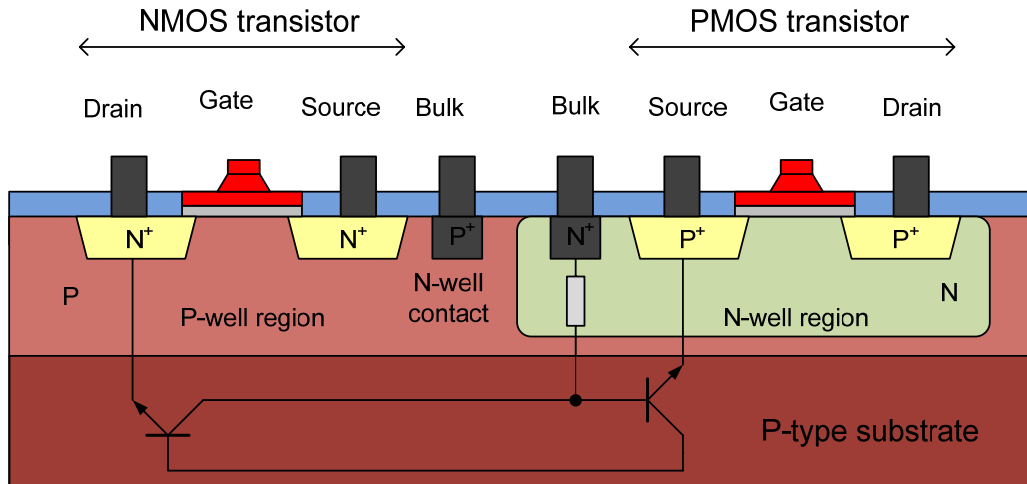 NMOS transistor
PMOS transistor
Drain
Gate
Source
Bulk
Bulk
Source
Gate
Drain
N+
N+
P+
N+
P+
P+
P
N-well
contact
N
P-well region
N-well region
P-type substrate